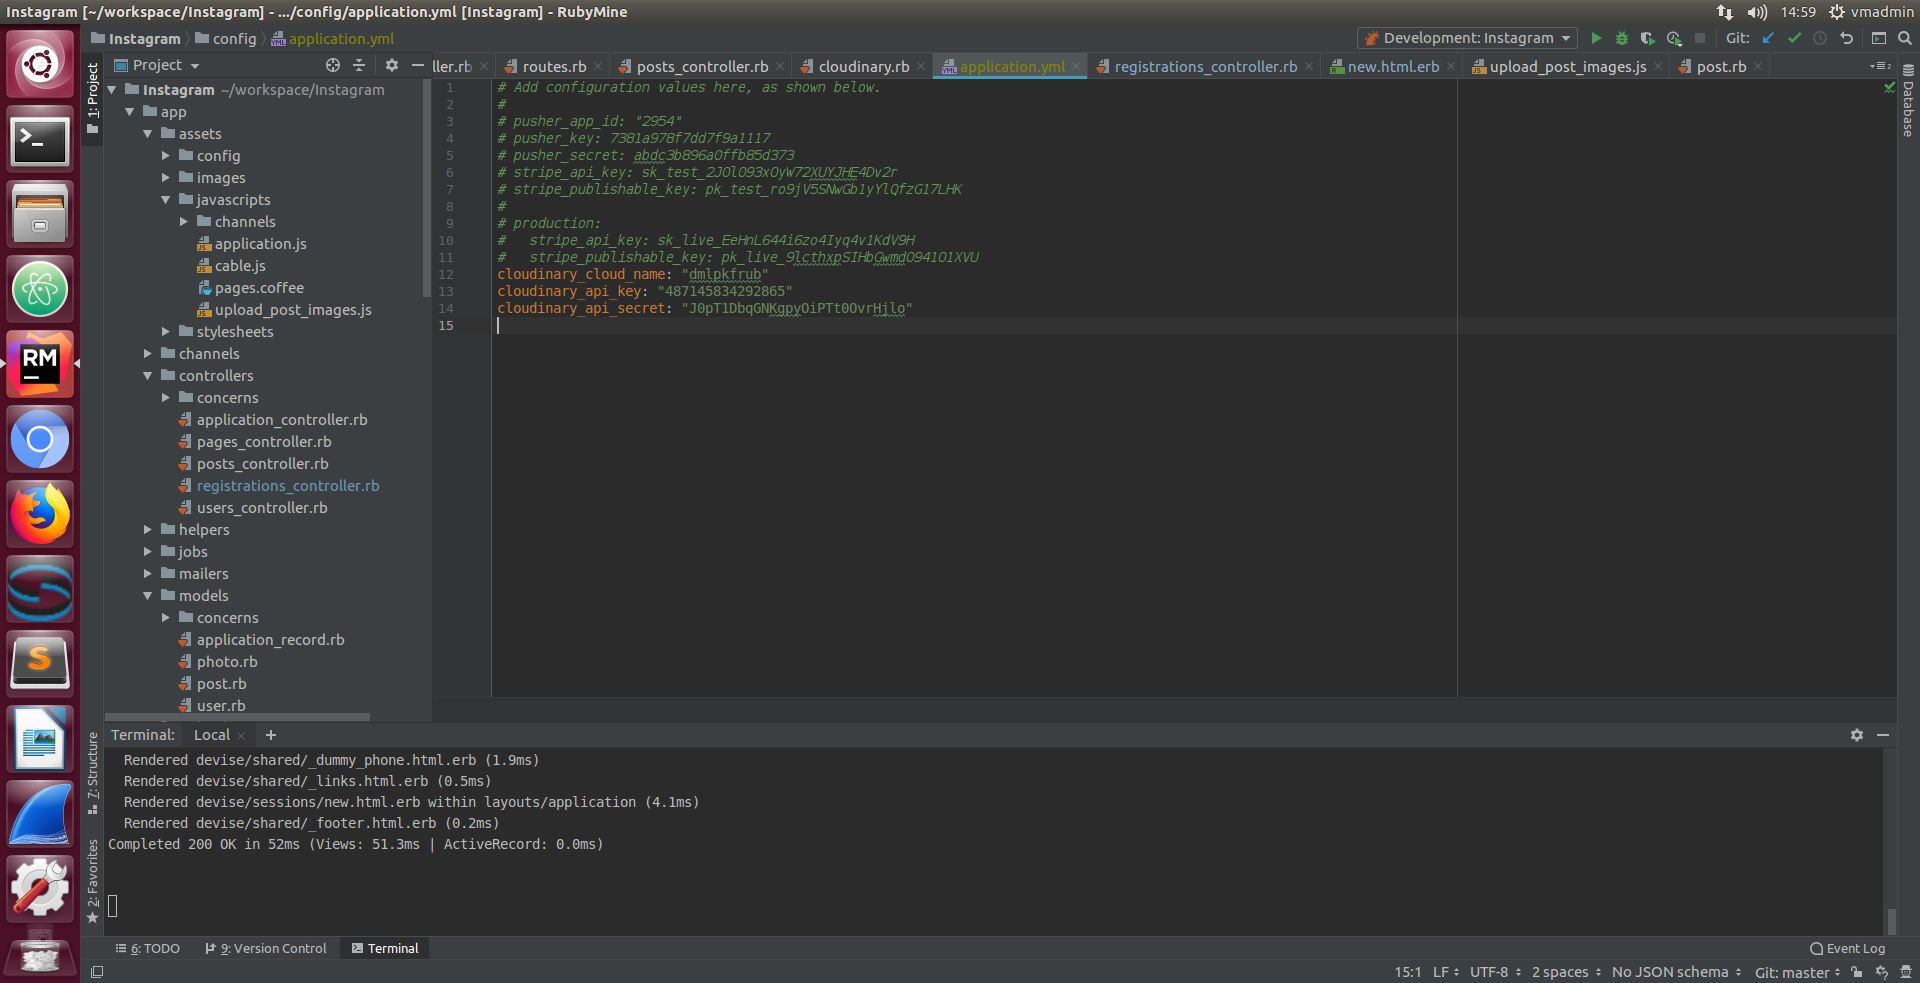 Instagram [~/workspace/Instagram] - .../config/application.yml [Instagram] - RubyMine
14:59
vmadmin
Instagram
config
application.yml
Development: Instagram
Git:
1: Project
Project
ller.rb
routes.rb
posts_controller.rb
cloudinary.rb
application.yml
registrations_controller.rb
new.html.erb
upload_post_images.js
post.rb
Database
Instagram ~/workspace/Instagram
app
assets
config
images
javascripts
channels
application.js
cable.js
pages.coffee
upload_post_images.js
stylesheets
channels
controllers
concerns
application_controller.rb
pages_controller.rb
posts_controller.rb
registrations_controller.rb
users_controller.rb
helpers
jobs
mailers
models
concerns
application_record.rb
photo.rb
post.rb
user.rb
1 # Add configuration values here, as shown below.
2 #
3 # pusher_app_id: "2954"
4 # pusher_key: 7381a978f7dd7f9a1117
5 # pusher_secret: abdc3b896a0ffb85d373
6 # stripe_api_key: sk_test_2J0l093xOyW72XUYJHE4Dv2r
7 # stripe_publishable_key: pk_test_ro9jV5SNwGb1yYlQfzG17LHK
8 #
9 # production:
10 #   stripe_api_key: sk_live_EeHnL644i6zo4Iyq4v1KdV9H
11 #   stripe_publishable_key: pk_live_9lcthxpSIHbGwmdO94101XVU
12 cloudinary_cloud_name: "dmlpkfrub"
13 cloudinary_api_key: "487145834292865"
14 cloudinary_api_secret: "J0pT1DbqGNKgpyOiPTt0OvrHjlo"
15
Terminal:
Local
Rendered devise/shared/_dummy_phone.html.erb (1.9ms)
Rendered devise/shared/_links.html.erb (0.5ms)
Rendered devise/sessions/new.html.erb within layouts/application (4.1ms)
Rendered devise/shared/_footer.html.erb (0.2ms)
Completed 200 OK in 52ms (Views: 51.3ms | ActiveRecord: 0.0ms)
7: Structure
2: Favorites
RM
S
6: TODO
9: Version Control
Terminal
Event Log
15:1
LF
UTF-8
2 spaces
No JSON schema
Git: master